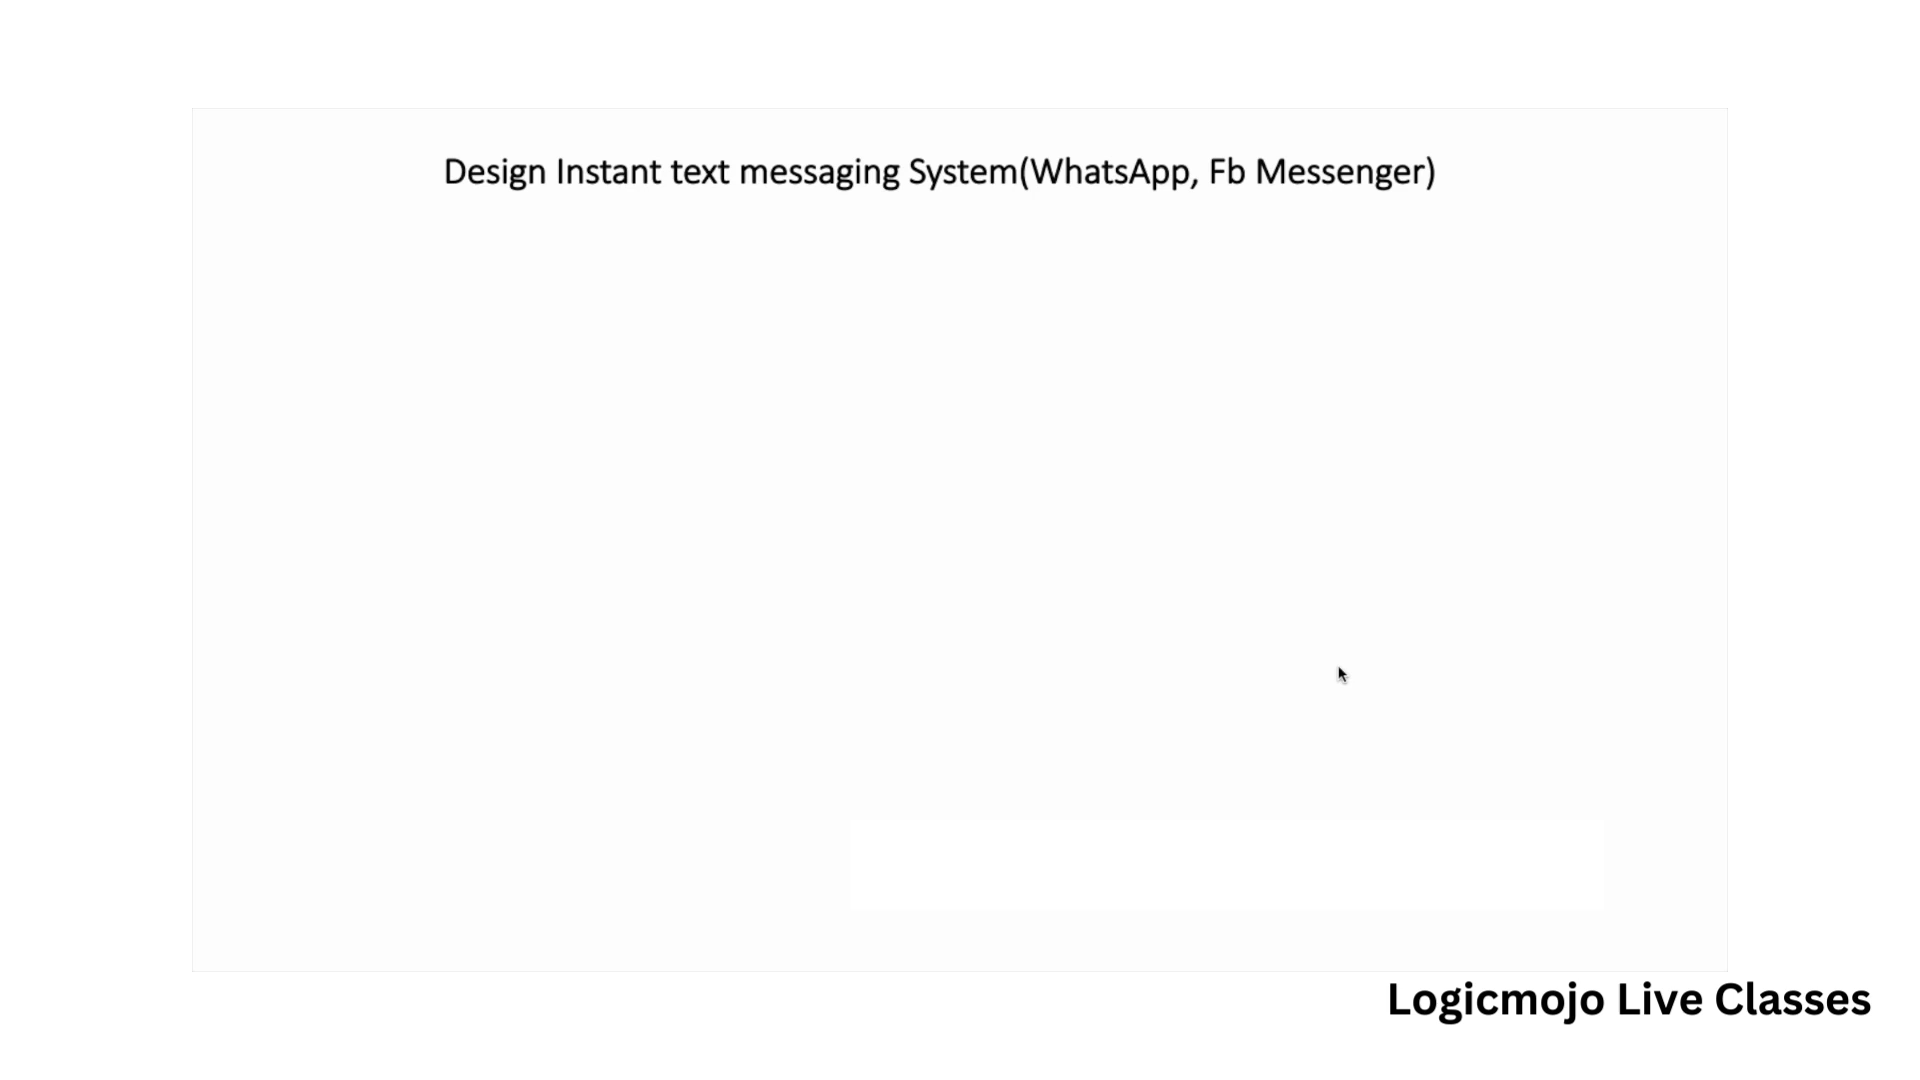 Design Instant text messaging System(WhatsApp, Fb Messenger)
Logicmojo Live Classes